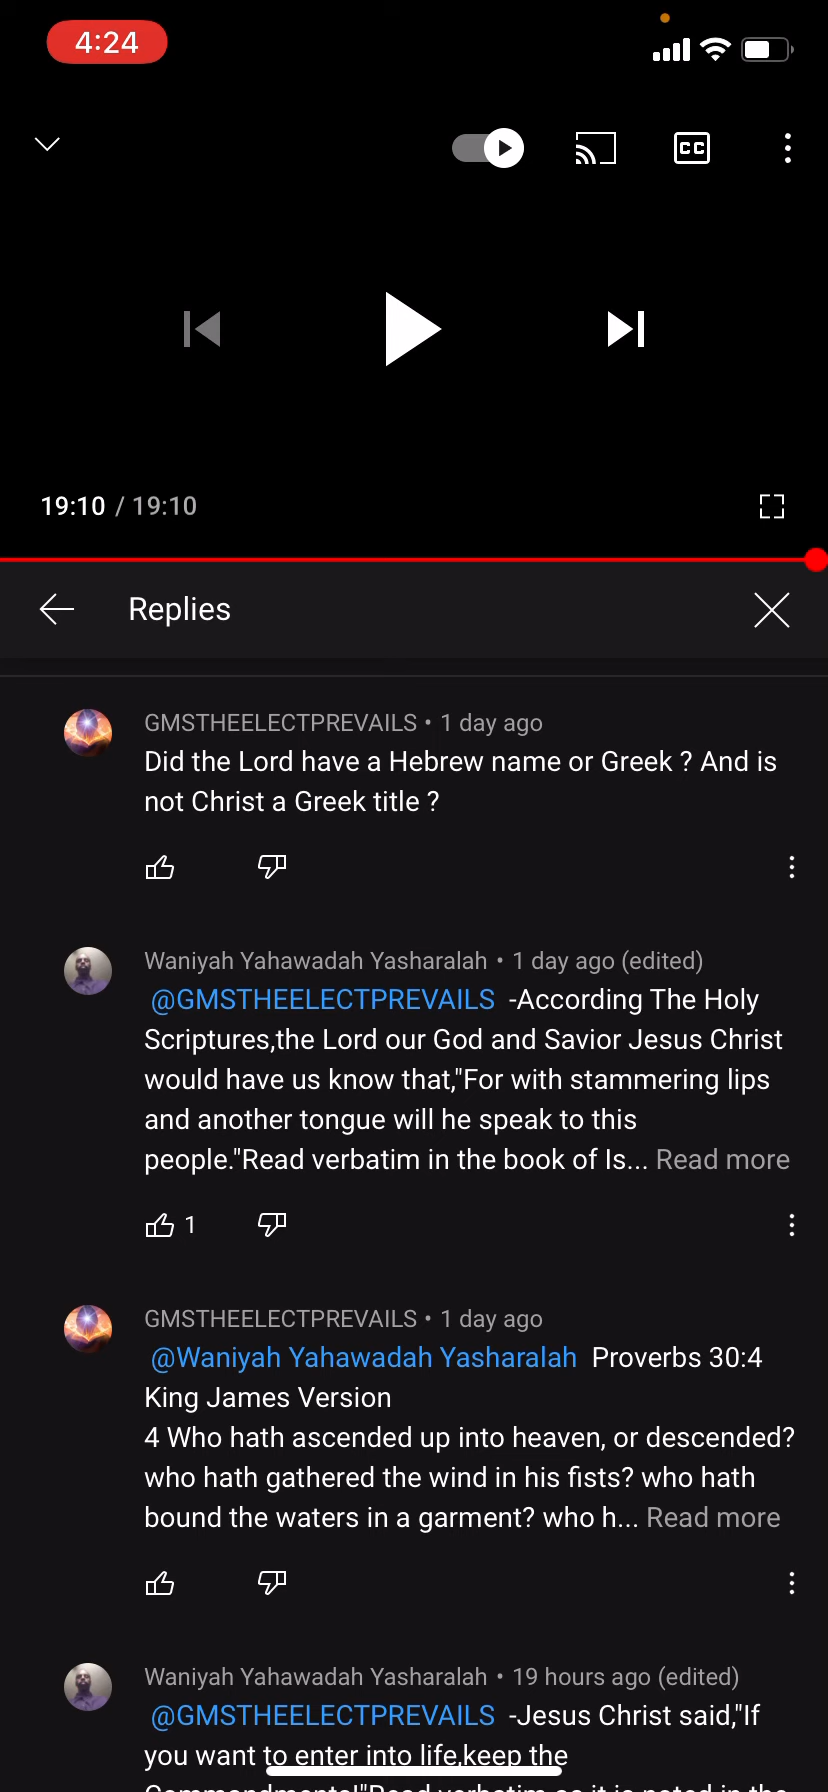 4:24
CC
19:10 / 19:10
Replies
GMSTHEELECTPREVAILS • 1 day ago
Did the Lord have a Hebrew name or Greek ? And is
not Christ a Greek title ?
Waniyah Yahawadah Yasharalah • 1 day ago (edited)
@GMSTHEELECTPREVAILS -According The Holy
Scriptures,the Lord our God and Savior Jesus Christ
would have us know that,"For with stammering lips
and another tongue will he speak to this
people."Read verbatim in the book of Is... Read more
1
GMSTHEELECTPREVAILS • 1 day ago
@Waniyah Yahawadah Yasharalah Proverbs 30:4
King James Version
4 Who hath ascended up into heaven, or descended?
who hath gathered the wind in his fists? who hath
bound the waters in a garment? who h... Read more
Waniyah Yahawadah Yasharalah • 19 hours ago (edited)
@GMSTHEELECTPREVAILS -Jesus Christ said,"If
you want to enter into life,keep the